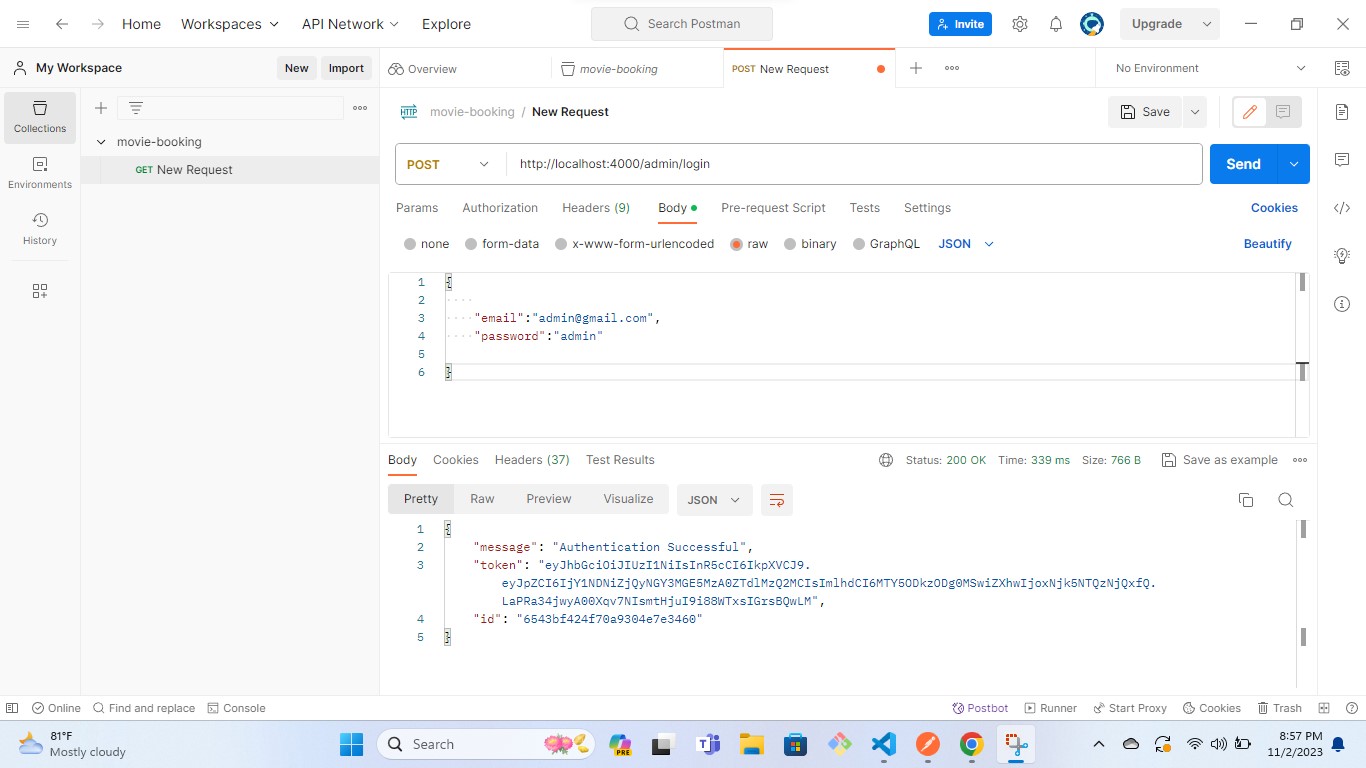 Home Workspaces API Network Explore Search Postman Invite Upgrade
My Workspace New Import Overview movie-booking POST New Request No Environment
Collections
Environments
History
movie-booking
GET New Request
HTTP movie-booking / New Request Save
POST http://localhost:4000/admin/login Send
Params Authorization Headers (9) Body Pre-request Script Tests Settings Cookies
none form-data x-www-form-urlencoded raw binary GraphQL JSON Beautify
1 {
2
3 "email":"admin@gmail.com",
4 "password":"admin"
5
6 }
Body Cookies Headers (37) Test Results Status: 200 OK Time: 339 ms Size: 766 B Save as example
Pretty Raw Preview Visualize JSON
1 {
2 "message": "Authentication Successful",
3 "token": "eyJhbGciOiJIUzI1NiIsInR5cCI6IkpXVCJ9.
eyJpZCI6IjY1NDNiZjQyNGY3MGE5MzA0ZTdlMzQ2MCIsImlhdCI6MTY5ODkzODg0MSwiZXhwIjoxNjk5NTQzNjQxfQ.
LaPRa34jwyA00Xqv7NIsmtHjuI9i88WTxsIGrsBQwLM",
4 "id": "6543bf424f70a9304e7e3460"
5 }
Online Find and replace Console Postbot Runner Start Proxy Cookies Trash
81°F
Mostly cloudy
Search
PRE
8:57 PM
11/2/2023